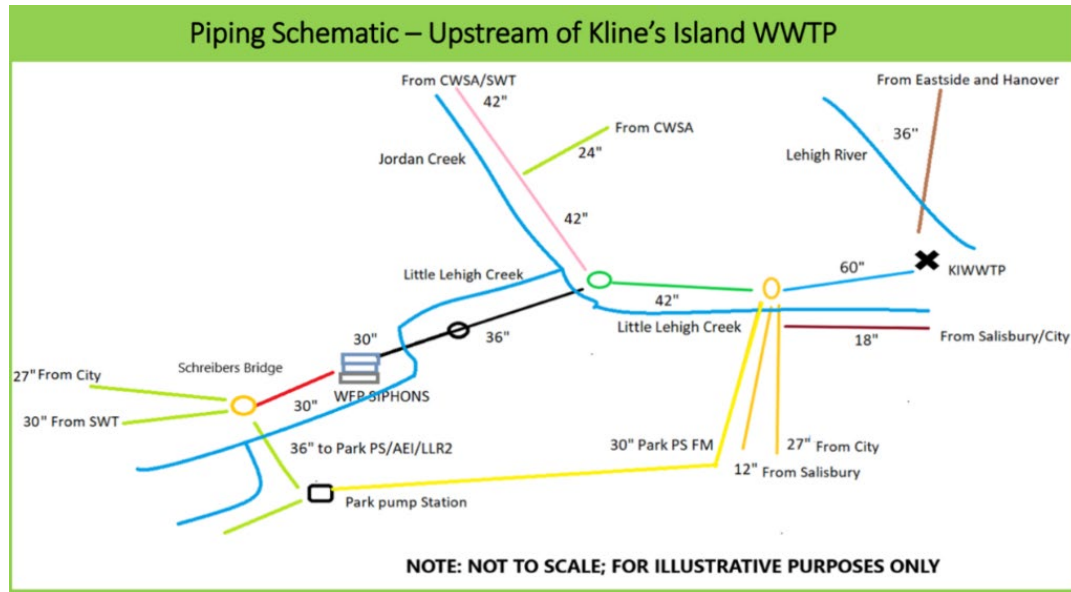 Piping Schematic – Upstream of Kline's Island WWTP
From CWSA/SWT
42"
From Eastside and Hanover
36"
From CWSA
24"
Jordan Creek
Lehigh River
42"
Little Lehigh Creek
60"
KIWWTP
42"
Little Lehigh Creek
18"
From Salisbury/City
30"
36"
Schreibers Bridge
27" From City
WFP SIPHONS
30"
30" From SWT
36" to Park PS/AEI/LLR2
30" Park PS FM
27" From City
12" From Salisbury
Park pump Station
NOTE: NOT TO SCALE; FOR ILLUSTRATIVE PURPOSES ONLY